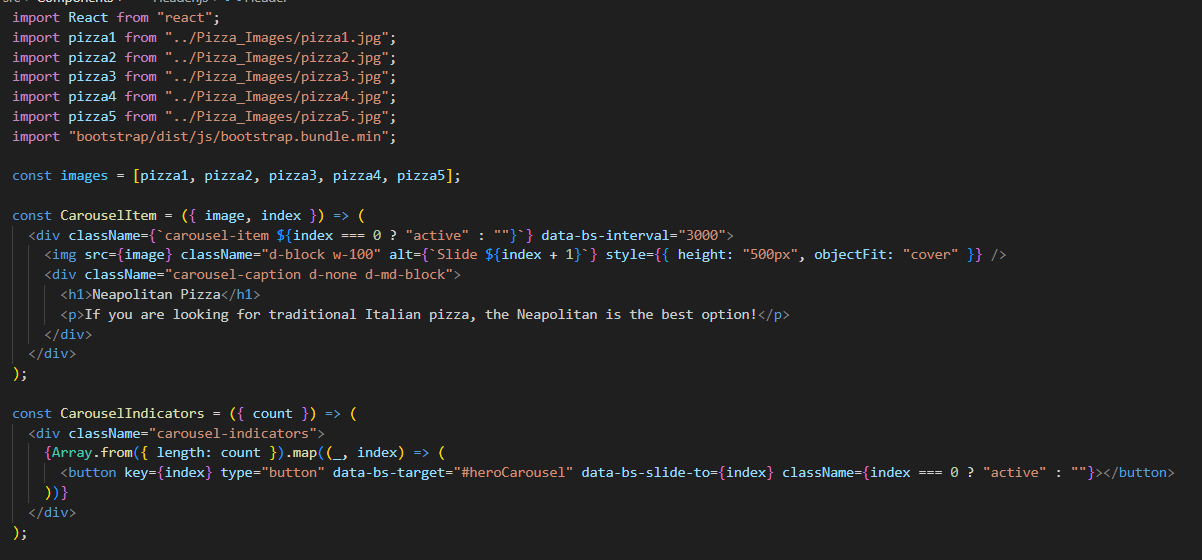 src > Components > Header.js > Header
import React from "react";
import pizza1 from "../Pizza_Images/pizza1.jpg";
import pizza2 from "../Pizza_Images/pizza2.jpg";
import pizza3 from "../Pizza_Images/pizza3.jpg";
import pizza4 from "../Pizza_Images/pizza4.jpg";
import pizza5 from "../Pizza_Images/pizza5.jpg";
import "bootstrap/dist/js/bootstrap.bundle.min";
const images = [pizza1, pizza2, pizza3, pizza4, pizza5];
const CarouselItem = ({ image, index }) => (
<div className={`carousel-item ${index === 0 ? "active" : ""}`} data-bs-interval="3000">
<img src={image} className="d-block w-100" alt={`Slide ${index + 1}`} style={{ height: "500px", objectFit: "cover" }} />
<div className="carousel-caption d-none d-md-block">
<h1>Neapolitan Pizza</h1>
<p>If you are looking for traditional Italian pizza, the Neapolitan is the best option!</p>
</div>
</div>
);
const CarouselIndicators = ({ count }) => (
<div className="carousel-indicators">
{Array.from({ length: count }).map((_, index) => (
<button key={index} type="button" data-bs-target="#heroCarousel" data-bs-slide-to={index} className={index === 0 ? "active" : ""}></button>
))}
</div>
);